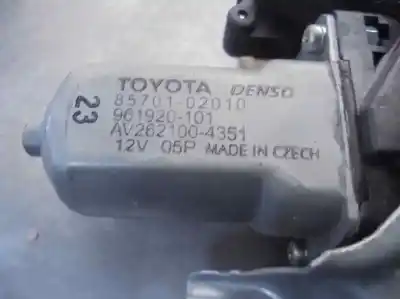 TOYOTA DENSO
85701-02010
961920-101
AV262100-4351
12V 05P MADE IN CZECH
23